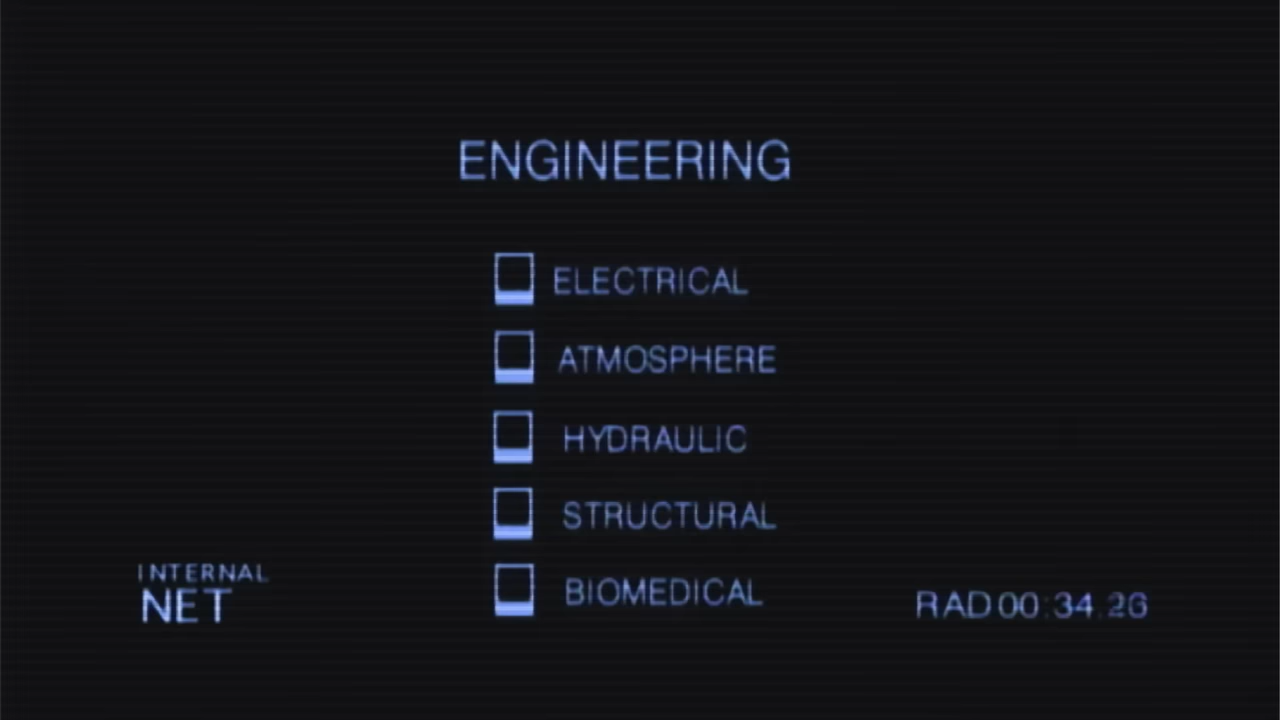 ENGINEERING
ELECTRICAL
ATMOSPHERE
HYDRAULIC
STRUCTURAL
BIOMEDICAL
INTERNAL
NET
RAD 00:34.26